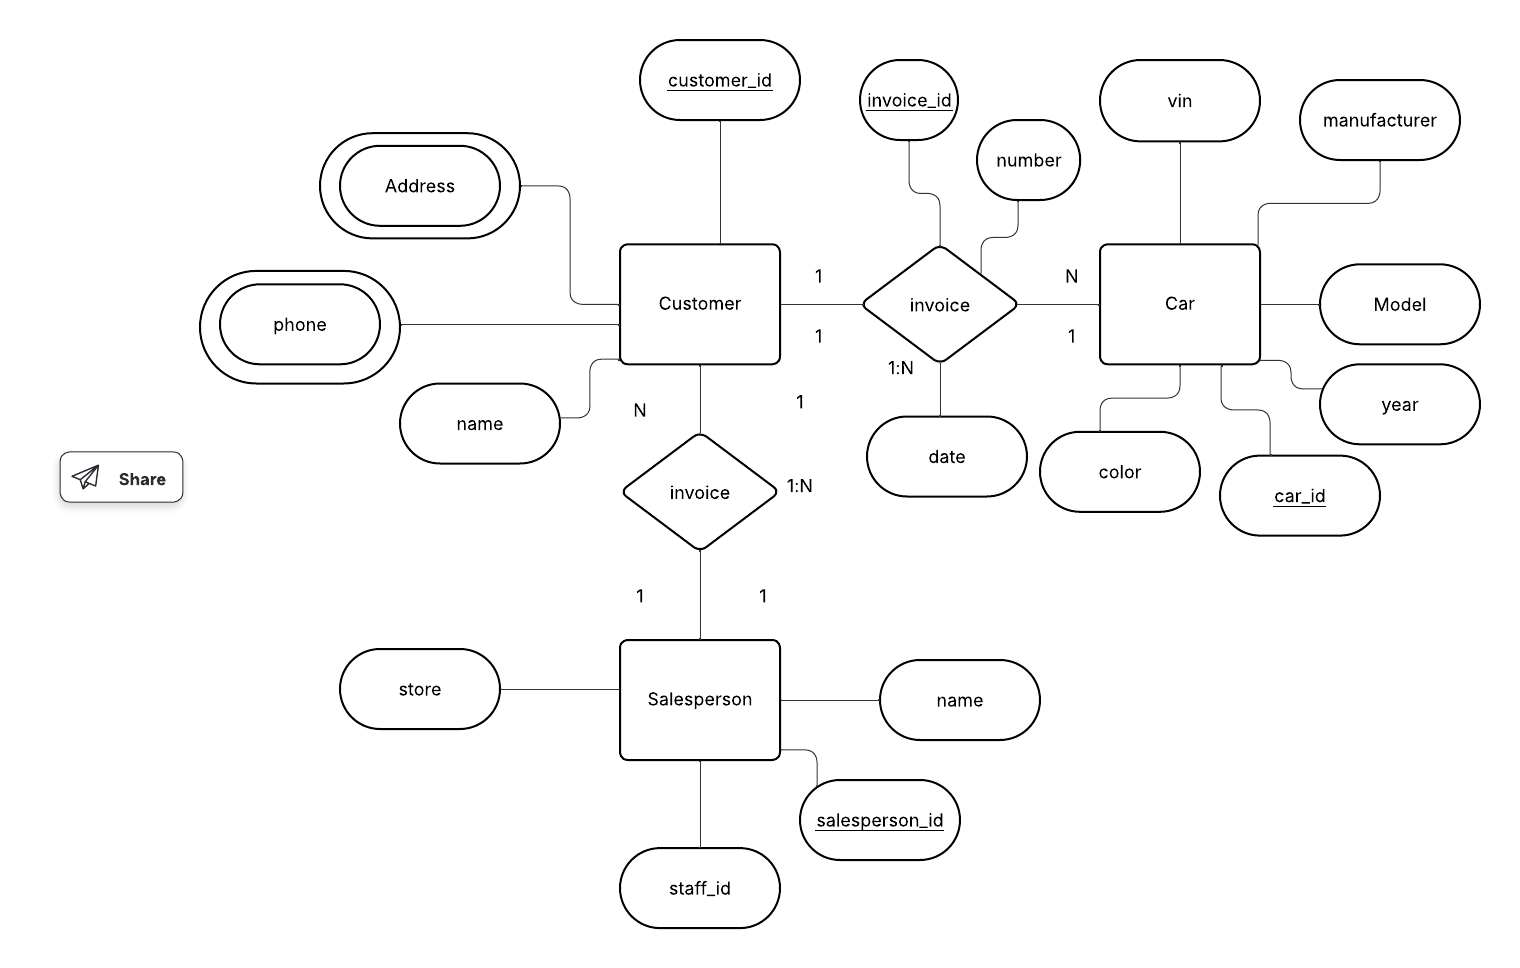 customer_id
invoice_id
vin
manufacturer
number
Address
1
N
Customer
invoice
Car
Model
phone
1
1
1:N
name
N
1
year
date
color
Share
invoice
1:N
car_id
1
1
store
Salesperson
name
salesperson_id
staff_id